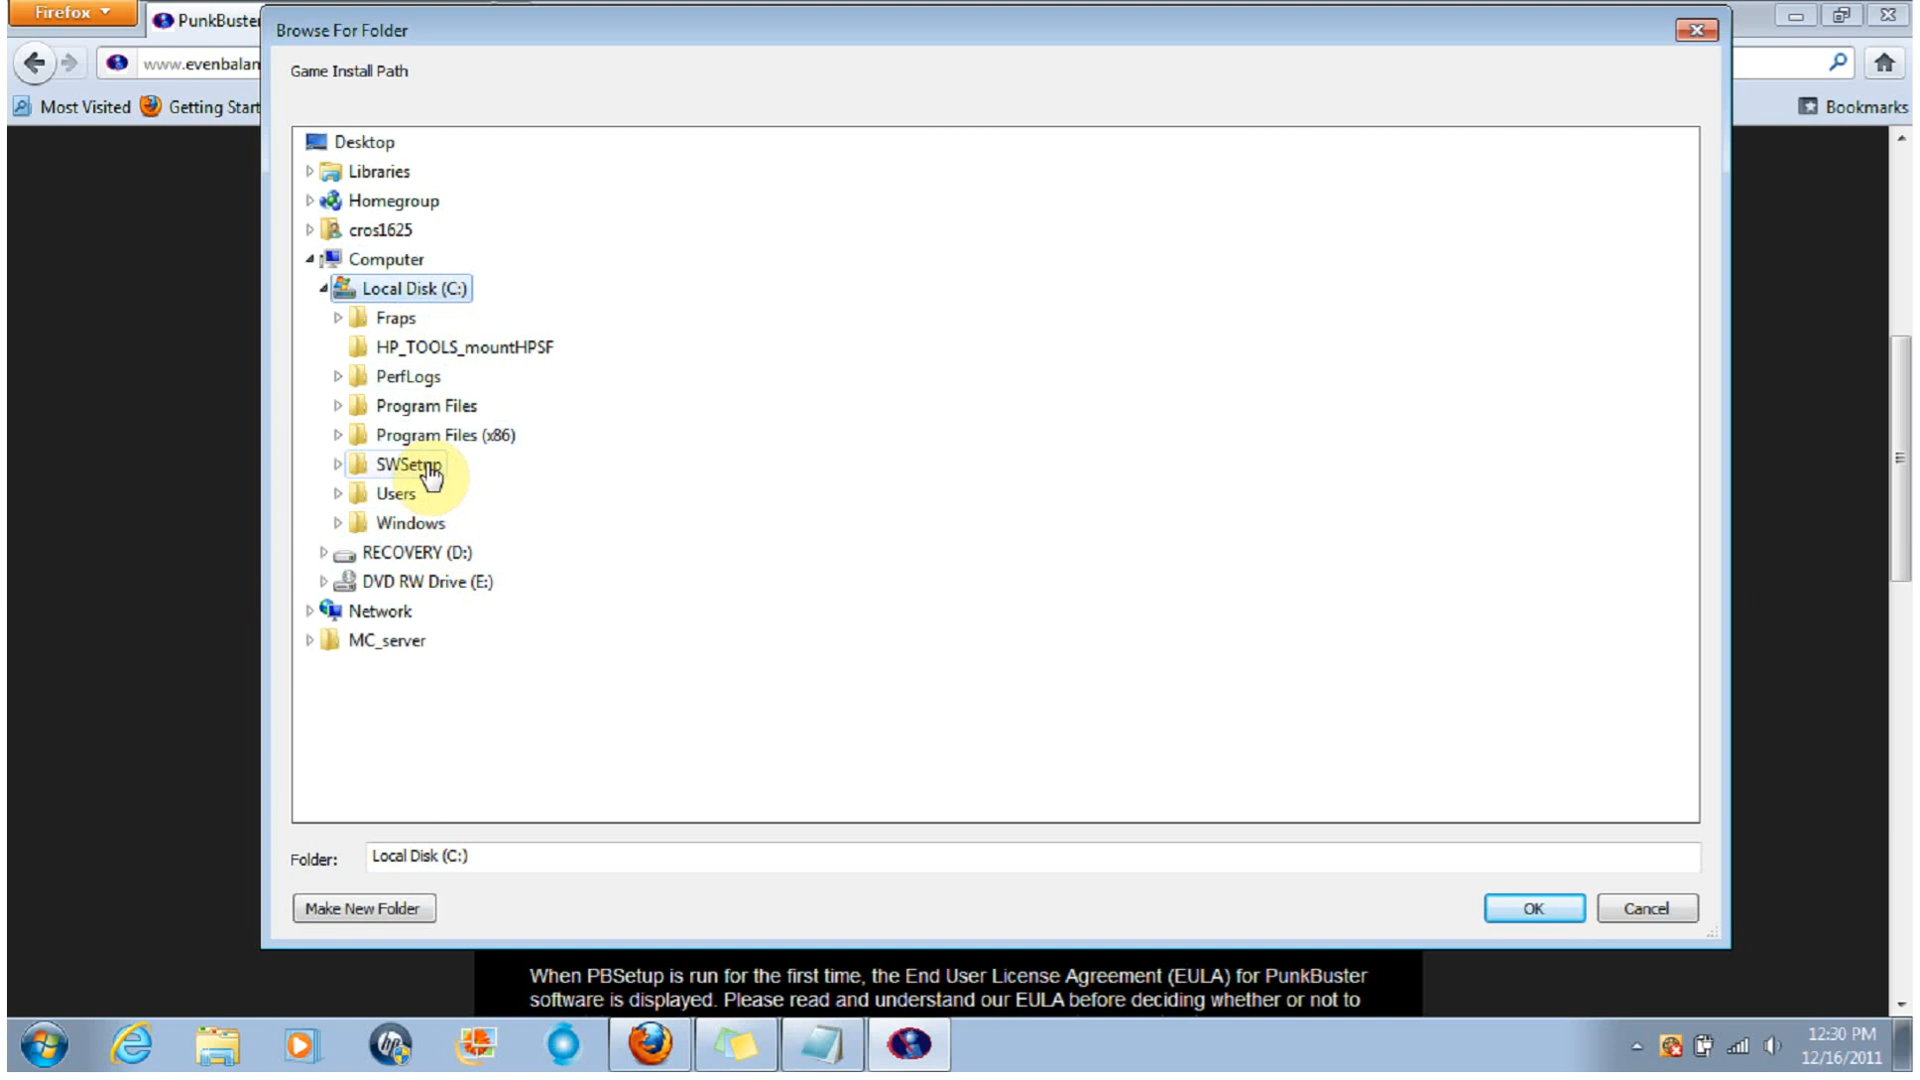 Firefox
PunkBuster
Browse For Folder
www.evenbalan
Game Install Path
Most Visited
Getting Start
Bookmarks
Desktop
Libraries
Homegroup
cros1625
Computer
Local Disk (C:)
Fraps
HP_TOOLS_mountHPSF
PerfLogs
Program Files
Program Files (x86)
SWSetup
Users
Windows
RECOVERY (D:)
DVD RW Drive (E:)
Network
MC_server
Folder:
Local Disk (C:)
Make New Folder
OK
Cancel
When PBSetup is run for the first time, the End User License Agreement (EULA) for PunkBuster
software is displayed. Please read and understand our EULA before deciding whether or not to
hp
12:30 PM
12/16/2011